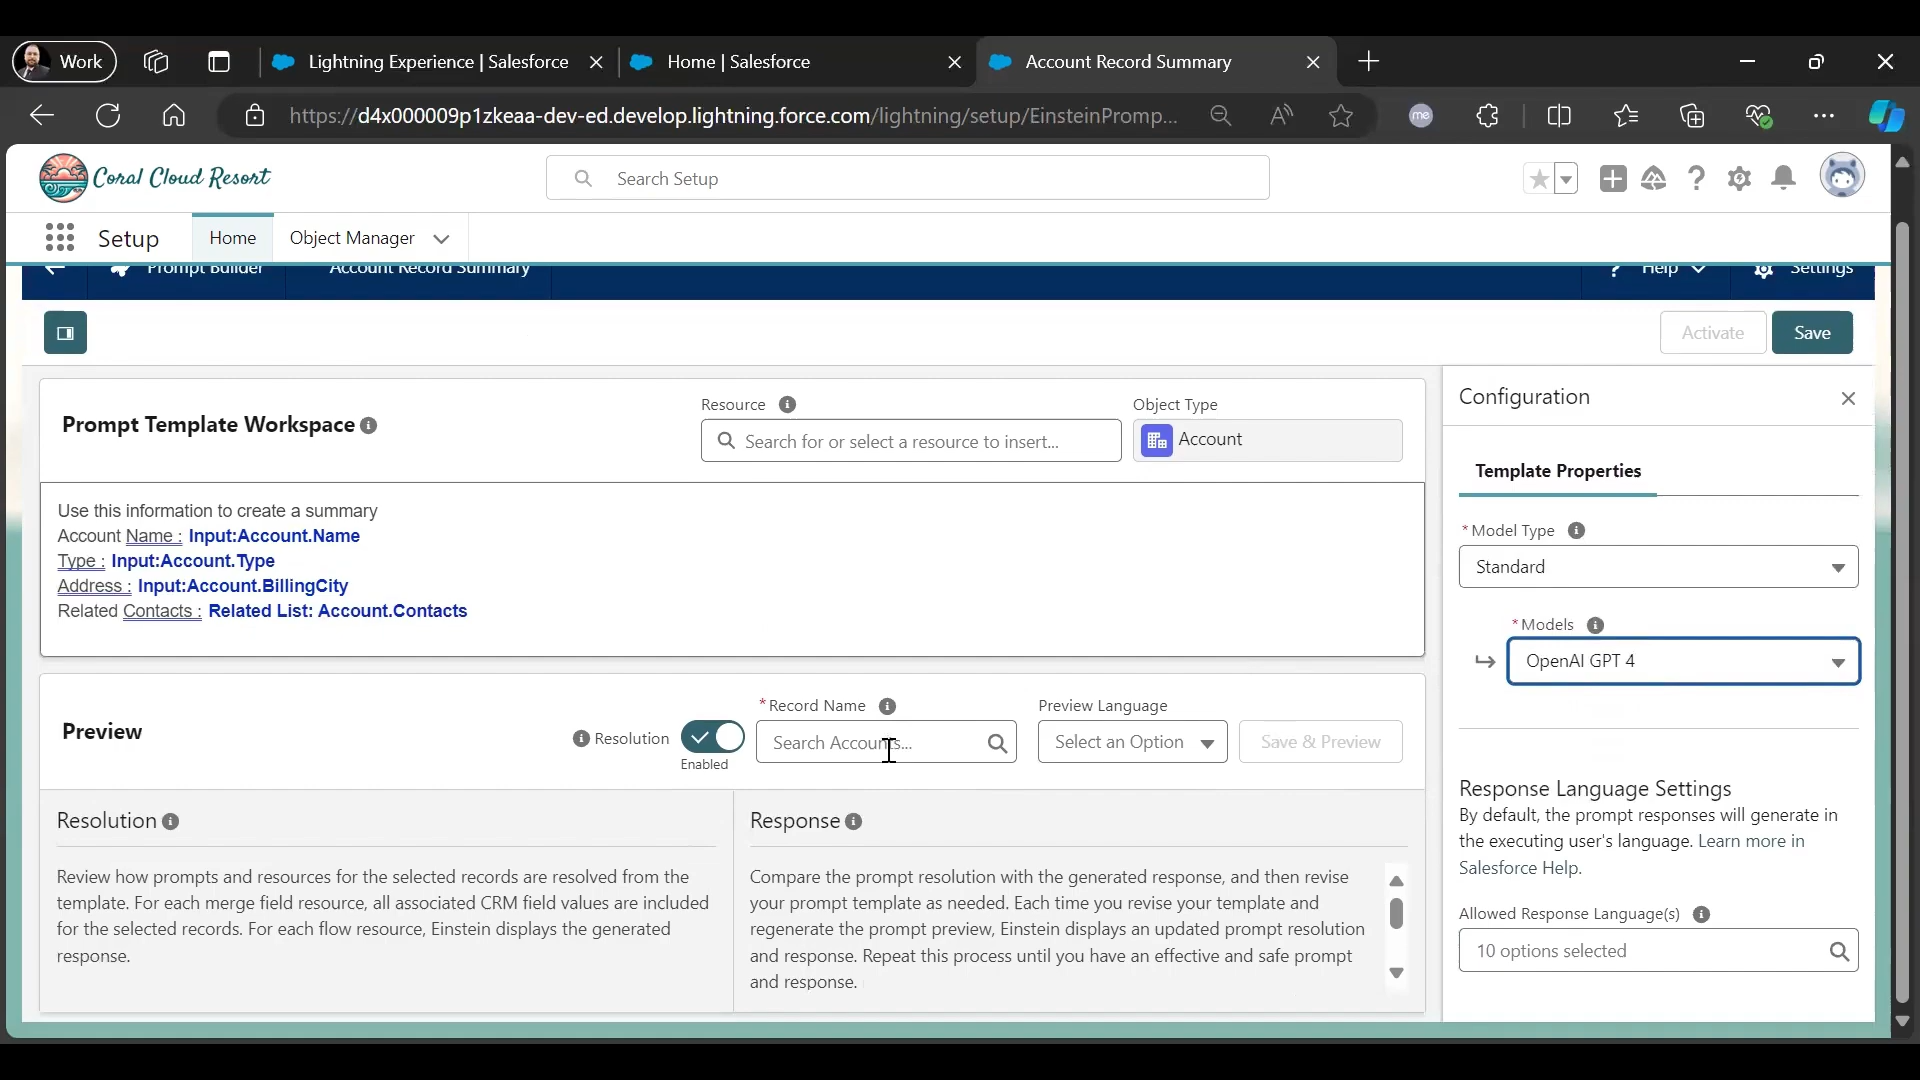 Work
Lightning Experience | Salesforce
Home | Salesforce
Account Record Summary
https://d4x000009p1zkeaa-dev-ed.develop.lightning.force.com/lightning/setup/EinsteinPromp...
me
Coral Cloud Resort
Search Setup
Setup
Home
Object Manager
Prompt Builder
Account Record Summary
? Help
Settings
Activate
Save
Prompt Template Workspace
Resource
Search for or select a resource to insert...
Object Type
Account
Use this information to create a summary
Account Name : Input:Account.Name
Type : Input:Account.Type
Address : Input:Account.BillingCity
Related Contacts : Related List: Account.Contacts
Configuration
Template Properties
* Model Type
Standard
* Models
OpenAI GPT 4
Preview
Resolution
Enabled
* Record Name
Search Accounts...
Preview Language
Select an Option
Save & Preview
Resolution
Review how prompts and resources for the selected records are resolved from the
template. For each merge field resource, all associated CRM field values are included
for the selected records. For each flow resource, Einstein displays the generated
response.
Response
Compare the prompt resolution with the generated response, and then revise
your prompt template as needed. Each time you revise your template and
regenerate the prompt preview, Einstein displays an updated prompt resolution
and response. Repeat this process until you have an effective and safe prompt
and response.
Response Language Settings
By default, the prompt responses will generate in
the executing user's language. Learn more in
Salesforce Help.
Allowed Response Language(s)
10 options selected